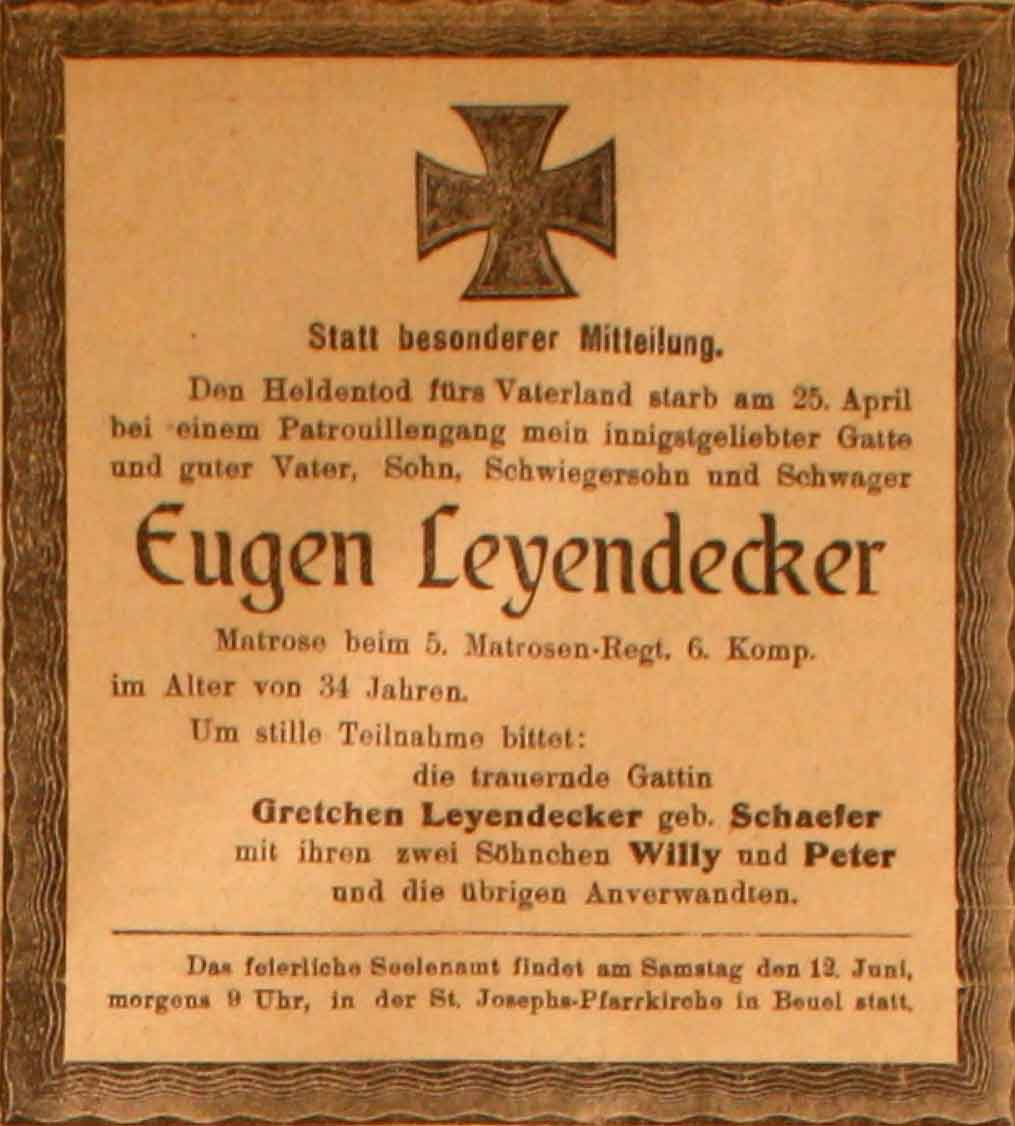 Statt besonderer Mitteilung.
Den Heldentod fürs Vaterland starb am 25. April
bei einem Patrouillengang mein innigstgeliebter Gatte
und guter Vater, Sohn, Schwiegersohn und Schwager
Eugen Leyendecker
Matrose beim 5. Matrosen-Regt. 6. Komp.
im Alter von 34 Jahren.
Um stille Teilnahme bittet:
die trauernde Gattin
Gretchen Leyendecker geb. Schaefer
mit ihren zwei Söhnchen Willy und Peter
und die übrigen Anverwandten.
Das feierliche Seelenamt findet am Samstag den 12. Juni,
morgens 9 Uhr, in der St. Josephs-Pfarrkirche in Beuel statt.